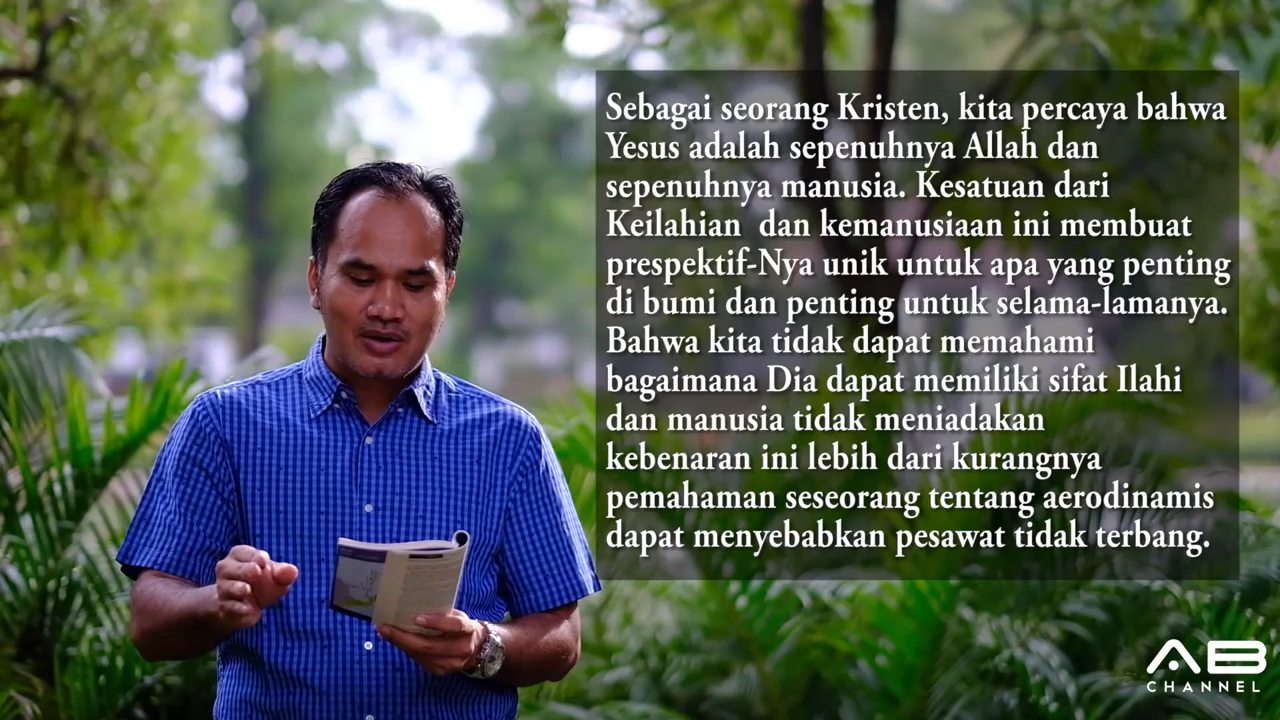 Sebagai seorang Kristen, kita percaya bahwa
Yesus adalah sepenuhnya Allah dan
sepenuhnya manusia. Kesatuan dari
Keilahian  dan kemanusiaan ini membuat
prespektif-Nya unik untuk apa yang penting
di bumi dan penting untuk selama-lamanya.
Bahwa kita tidak dapat memahami
bagaimana Dia dapat memiliki sifat Ilahi
dan manusia tidak meniadakan
kebenaran ini lebih dari kurangnya
pemahaman seseorang tentang aerodinamis
dapat menyebabkan pesawat tidak terbang.
AB
CHANNEL